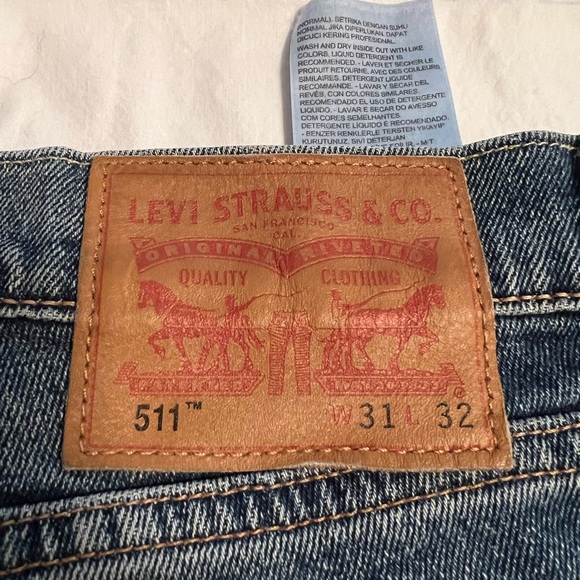 (NORMAL). SETRIKA DENGAN SUHU
NORMAL JIKA DIPERLUKAN. DAPAT
DICUCI KERING PROFESIONAL.
WASH AND DRY INSIDE OUT WITH LIKE
COLORS, LIQUID DETERGENT IS
RECOMMENDED. - LAVER ET SÉCHER LE
PRODUIT RETOURNÉ, AVEC DES COULEURS
SIMILAIRES. DÉTERGENT LIQUIDE
RECOMMANDÉ. - LAVAR Y SECAR DEL
REVÉS, CON COLORES SIMILARES.
RECOMENDADO EL USO DE DETERGENTE
LÍQUIDO. - LAVAR E SECAR DO AVESSO
COM CORES SEMELHANTES.
DETERGENTE LÍQUIDO É RECOMENDADO.
- BENZER RENKLERLE TERSTEN YIKAYIP
KURUTUNUZ, SIVI DETERJAN
LEVI STRAUSS & CO.
SAN FRANCISCO
CAL.
ORIGINAL RIVETED
QUALITY CLOTHING
511™ W 31 L 32